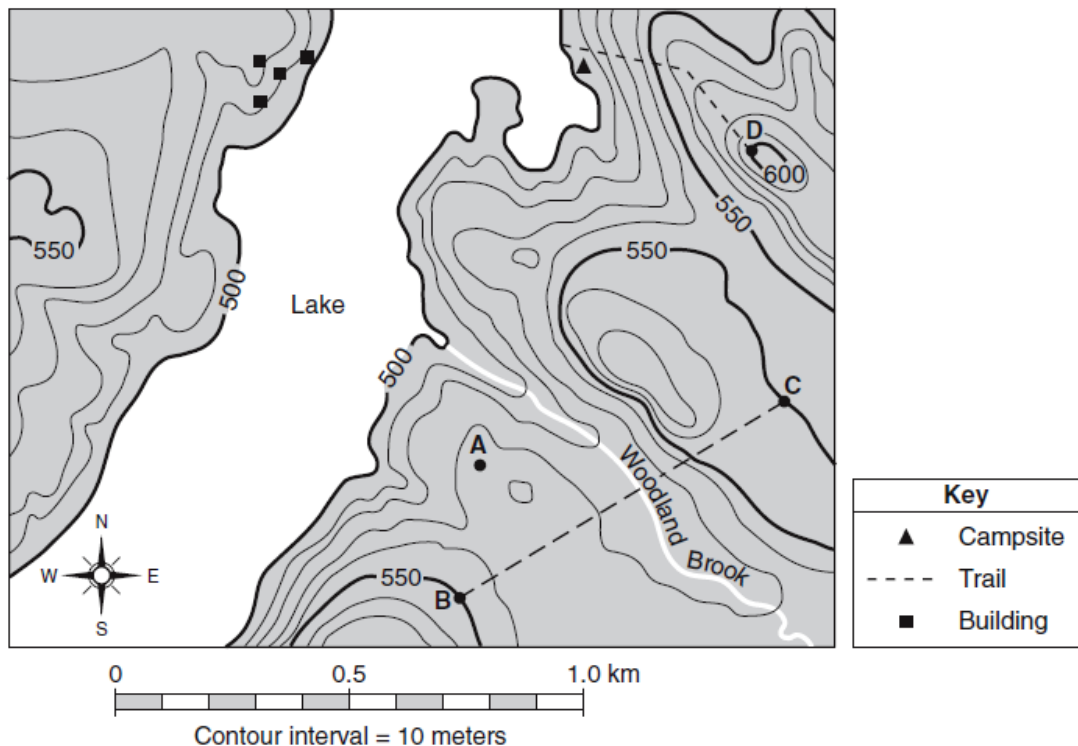 D
600
550
550
550
500
500
Lake
C
A
Woodland
Brook
550
B
N
W E
S
Key
Campsite
Trail
Building
0 0.5 1.0 km
Contour interval = 10 meters